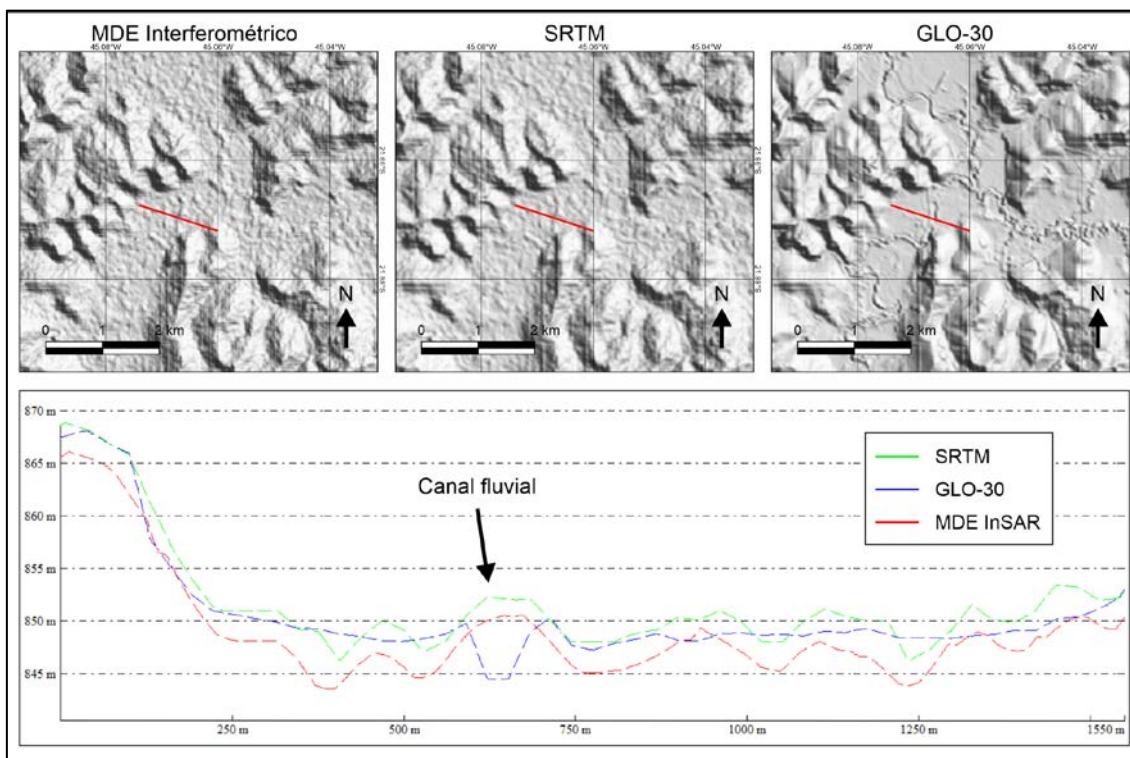 MDE Interferométrico
SRTM
GLO-30
45.08°W 45.06°W 45.04°W
45.08°W 45.06°W 45.04°W
45.08°W 45.06°W 45.04°W
N
N
N
0 1 2 km
0 1 2 km
0 1 2 km
870 m
865 m
860 m
855 m
850 m
845 m
Canal fluvial
SRTM
GLO-30
MDE InSAR
250 m 500 m 750 m 1000 m 1250 m 1550 m